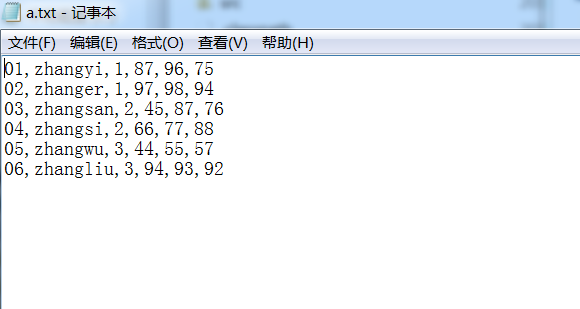 a.txt - 记事本
文件(F) 编辑(E) 格式(O) 查看(V) 帮助(H)
01,zhangyi,1,87,96,75
02,zhanger,1,97,98,94
03,zhangsan,2,45,87,76
04,zhangsi,2,66,77,88
05,zhangwu,3,44,55,57
06,zhangliu,3,94,93,92